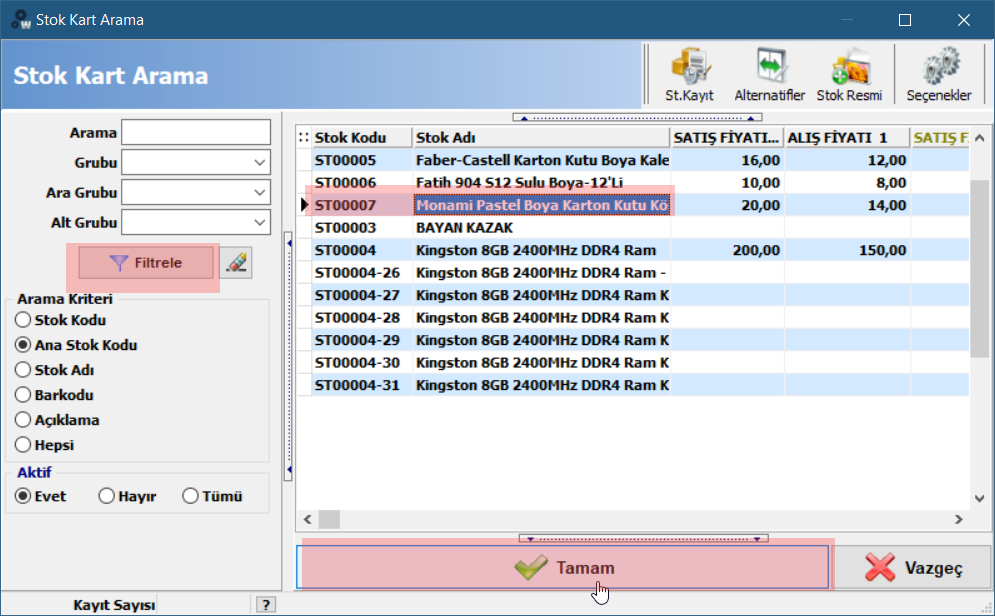 Stok Kart Arama
Stok Kart Arama
St.Kayıt Alternatifler Stok Resmi Seçenekler
Arama
Grubu
Ara Grubu
Alt Grubu
Filtrele
Arama Kriteri
Stok Kodu
Ana Stok Kodu
Stok Adı
Barkodu
Açıklama
Hepsi
Aktif
Evet Hayır Tümü
Stok Kodu Stok Adı SATIŞ FİYATI... ALIŞ FİYATI 1 SATIŞ F
ST00005 Faber-Castell Karton Kutu Boya Kale 16,00 12,00
ST00006 Fatih 904 S12 Sulu Boya-12'Li 10,00 8,00
ST00007 Monami Pastel Boya Karton Kutu Kö 20,00 14,00
ST00003 BAYAN KAZAK
ST00004 Kingston 8GB 2400MHz DDR4 Ram 200,00 150,00
ST00004-26 Kingston 8GB 2400MHz DDR4 Ram -
ST00004-27 Kingston 8GB 2400MHz DDR4 Ram K
ST00004-28 Kingston 8GB 2400MHz DDR4 Ram K
ST00004-29 Kingston 8GB 2400MHz DDR4 Ram K
ST00004-30 Kingston 8GB 2400MHz DDR4 Ram K
ST00004-31 Kingston 8GB 2400MHz DDR4 Ram K
Tamam Vazgeç
Kayıt Sayısı ?